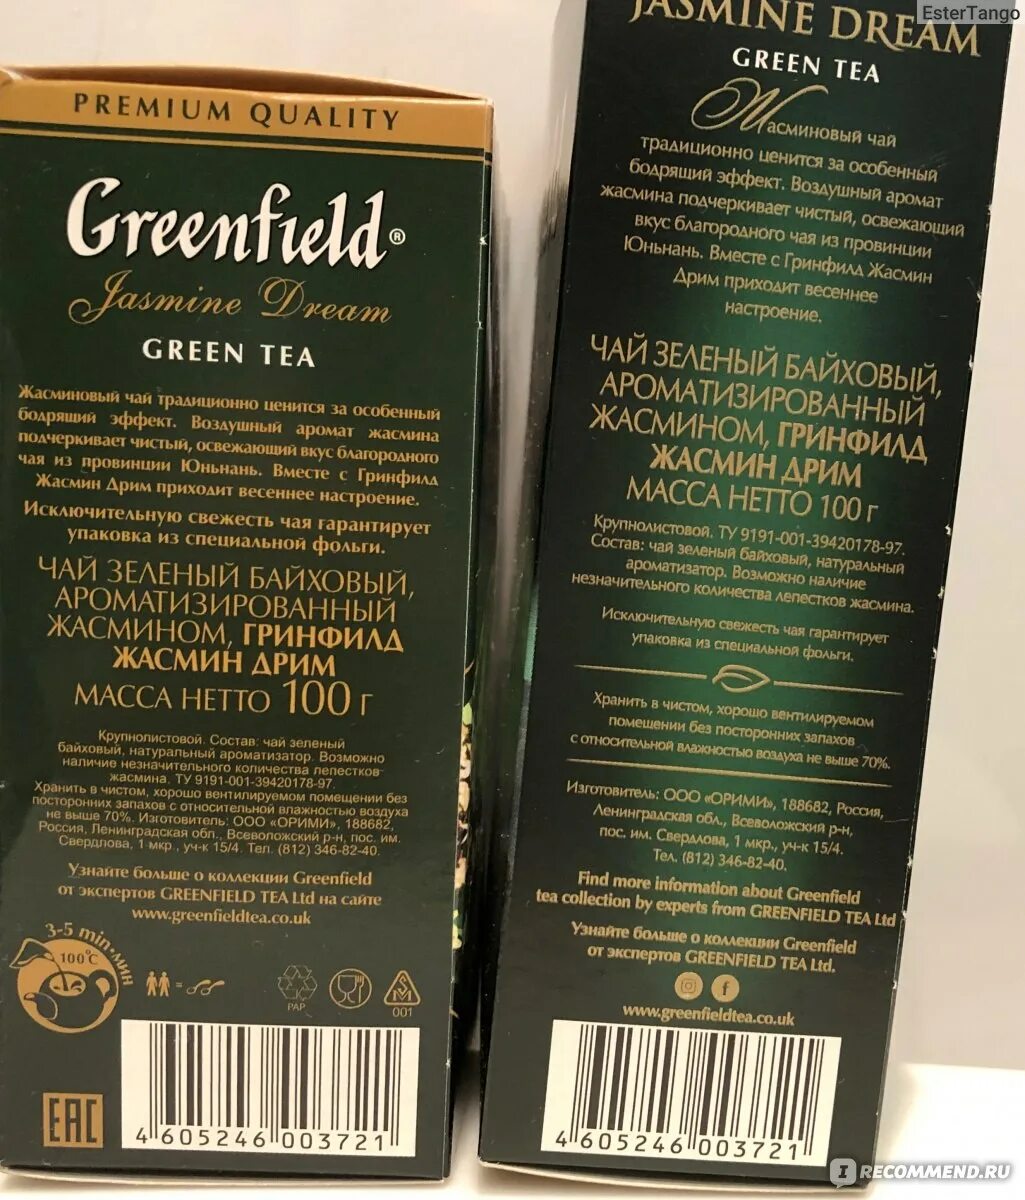 EsterTango
PREMIUM QUALITY
Greenfield®
Jasmine Dream
GREEN TEA
Жасминовый чай традиционно ценится за особенный
бодрящий эффект. Воздушный аромат жасмина
подчеркивает чистый, освежающий вкус благородного
чая из провинции Юньнань. Вместе с Гринфилд
Жасмин Дрим приходит весеннее настроение.
Исключительную свежесть чая гарантирует
упаковка из специальной фольги.
ЧАЙ ЗЕЛЕНЫЙ БАЙХОВЫЙ,
АРОМАТИЗИРОВАННЫЙ
ЖАСМИНОМ, ГРИНФИЛД
ЖАСМИН ДРИМ
МАССА НЕТТО 100 г
Крупнолистовой. Состав: чай зеленый
байховый, натуральный ароматизатор. Возможно
наличие незначительного количества лепестков
жасмина. ТУ 9191-001-39420178-97.
Хранить в чистом, хорошо вентилируемом помещении без
посторонних запахов с относительной влажностью воздуха
не выше 70%. Изготовитель: ООО «ОРИМИ», 188682,
Россия, Ленинградская обл., Всеволожский р-н, пос. им.
Свердлова, 1 мкр., уч-к 15/4. Тел. (812) 346-82-40.
Узнайте больше о коллекции Greenfield
от экспертов GREENFIELD TEA Ltd на сайте
www.greenfieldtea.co.uk
3-5 min•мин
100°C
PAP
001
EAC
4 605246 003721
JASMINE DREAM
GREEN TEA
Жасминовый чай
традиционно ценится за особенный
бодрящий эффект. Воздушный аромат
жасмина подчеркивает чистый, освежающий
вкус благородного чая из провинции
Юньнань. Вместе с Гринфилд Жасмин
Дрим приходит весеннее
настроение.
ЧАЙ ЗЕЛЕНЫЙ БАЙХОВЫЙ,
АРОМАТИЗИРОВАННЫЙ
ЖАСМИНОМ, ГРИНФИЛД
ЖАСМИН ДРИМ
МАССА НЕТТО 100 г
Крупнолистовой. ТУ 9191-001-39420178-97.
Состав: чай зеленый байховый, натуральный
ароматизатор. Возможно наличие
незначительного количества лепестков жасмина.
Исключительную свежесть чая гарантирует
упаковка из специальной фольги.
Хранить в чистом, хорошо вентилируемом
помещении без посторонних запахов
с относительной влажностью воздуха не выше 70%.
Изготовитель: ООО «ОРИМИ», 188682, Россия,
Ленинградская обл., Всеволожский р-н,
пос. им. Свердлова, 1 мкр., уч-к 15/4.
Тел. (812) 346-82-40.
Find more information about Greenfield
tea collection by experts from GREENFIELD TEA Ltd
Узнайте больше о коллекции Greenfield
от экспертов GREENFIELD TEA Ltd.
www.greenfieldtea.co.uk
4 605246 003721
IRECOMMEND.RU